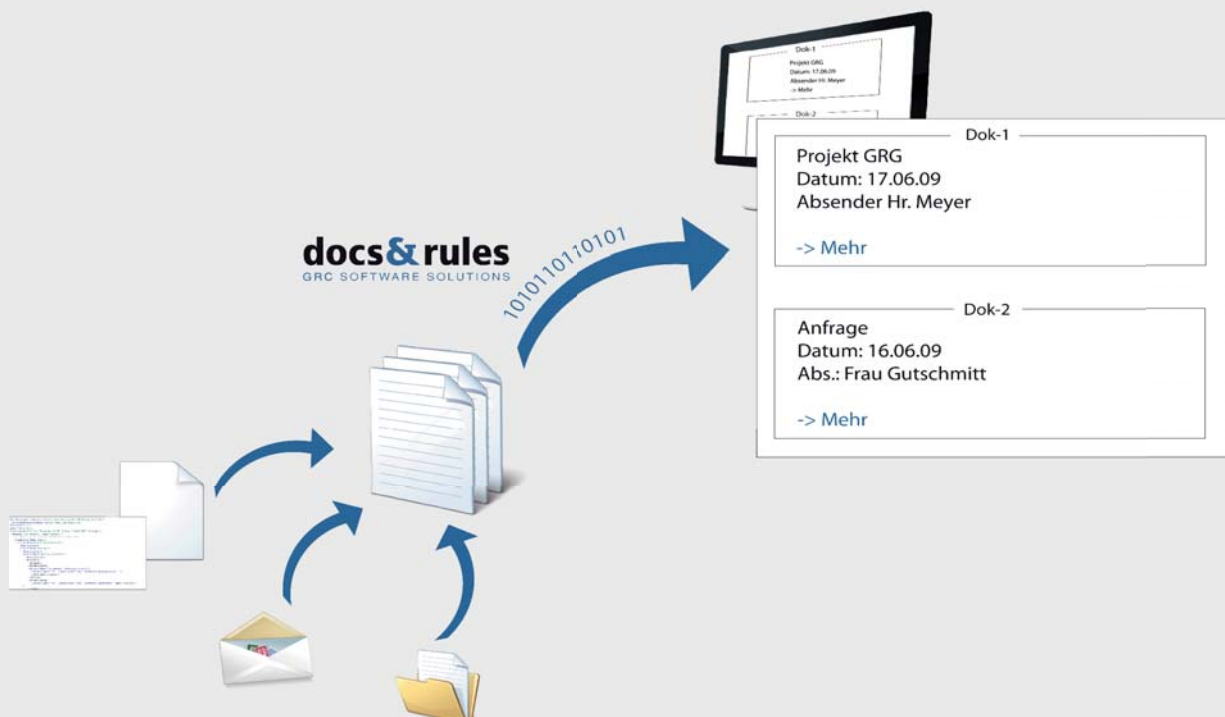 Dok-1
Projekt GRG
Datum: 17.06.09
Absender Hr. Meyer
-> Mehr
Dok-2
Dok-1
Projekt GRG
Datum: 17.06.09
Absender Hr. Meyer
-> Mehr
Dok-2
Anfrage
Datum: 16.06.09
Abs.: Frau Gutschmitt
-> Mehr
docs&rules
GRC SOFTWARE SOLUTIONS
1010110110101